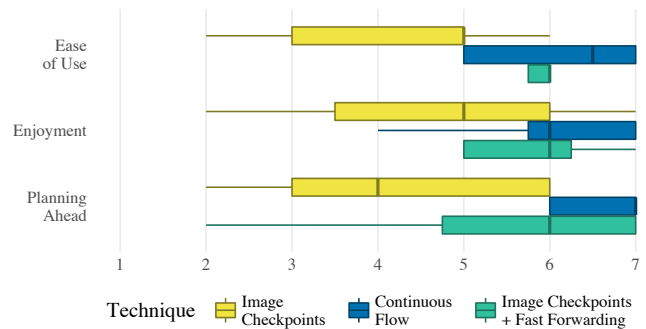 Ease
of Use
Enjoyment
Planning
Ahead
1 2 3 4 5 6 7
Technique
Image
Checkpoints
Continuous
Flow
Image Checkpoints
+ Fast Forwarding